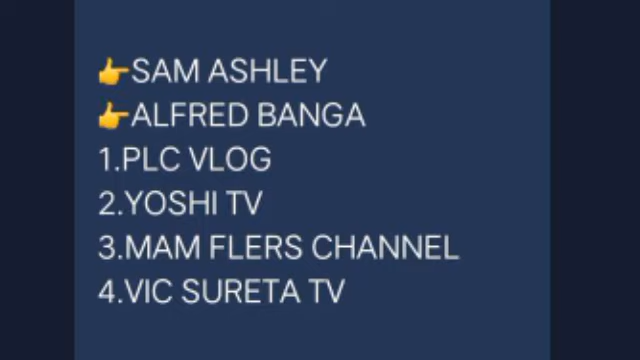 👉SAM ASHLEY
👉ALFRED BANGA
1.PLC VLOG
2.YOSHI TV
3.MAM FLERS CHANNEL
4.VIC SURETA TV